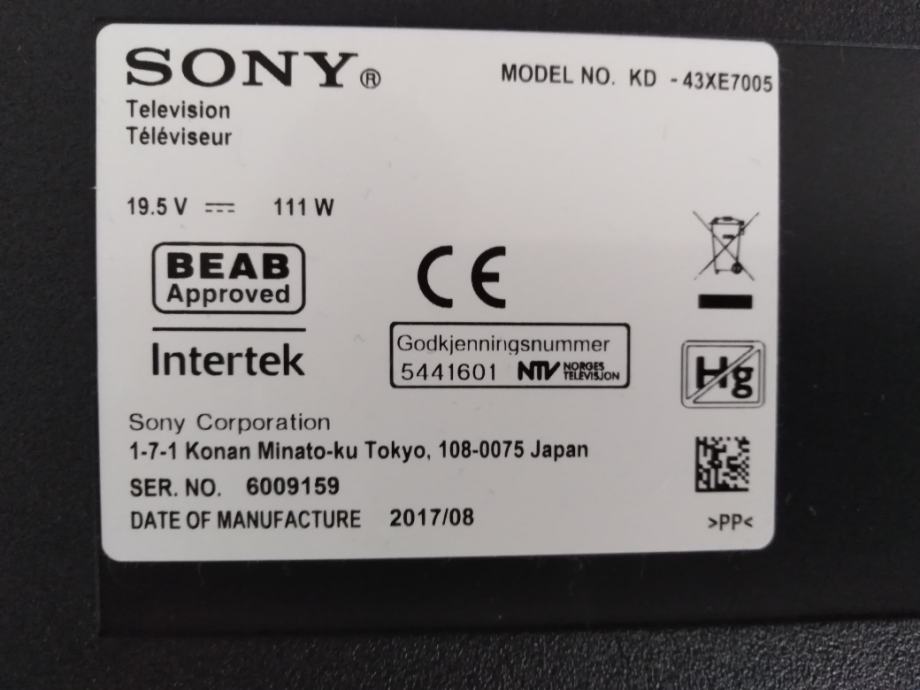 SONY®
MODEL NO. KD - 43XE7005
Television
Téléviseur
19.5 V 111 W
BEAB
Approved
CE
Intertek
Godkjenningsnummer
5441601 NTV NORGES TELEVISJON
Hg
Sony Corporation
1-7-1 Konan Minato-ku Tokyo, 108-0075 Japan
SER. NO. 6009159
DATE OF MANUFACTURE 2017/08
>PP<